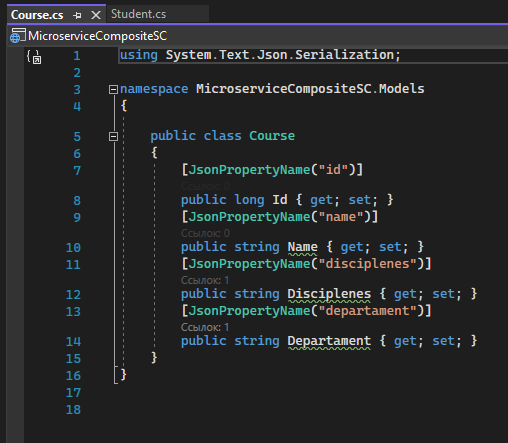 Course.cs
Student.cs
MicroserviceCompositeSC
1 using System.Text.Json.Serialization;
2
3 namespace MicroserviceCompositeSC.Models
4 {
5 public class Course
6 {
7 [JsonPropertyName("id")]
Ссылок: 0
8 public long Id { get; set; }
9 [JsonPropertyName("name")]
Ссылок: 0
10 public string Name { get; set; }
11 [JsonPropertyName("disciplenes")]
Ссылок: 1
12 public string Disciplenes { get; set; }
13 [JsonPropertyName("departament")]
Ссылок: 1
14 public string Departament { get; set; }
15 }
16 }
17
18